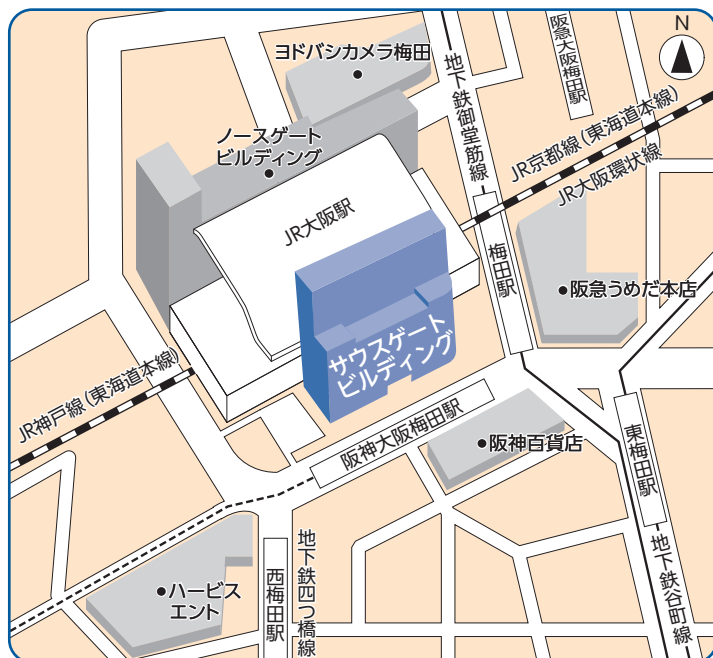 N
ヨドバシカメラ梅田
地下鉄御堂筋線
阪急大阪梅田駅
ノースゲート
ビルディング
JR京都線(東海道本線)
JR大阪環状線
JR大阪駅
梅田駅
阪急うめだ本店
サウスゲート
ビルディング
JR神戸線(東海道本線)
阪神大阪梅田駅
阪神百貨店
東梅田駅
地下鉄谷町線
地下鉄四つ橋線
西梅田駅
ハービス
エント